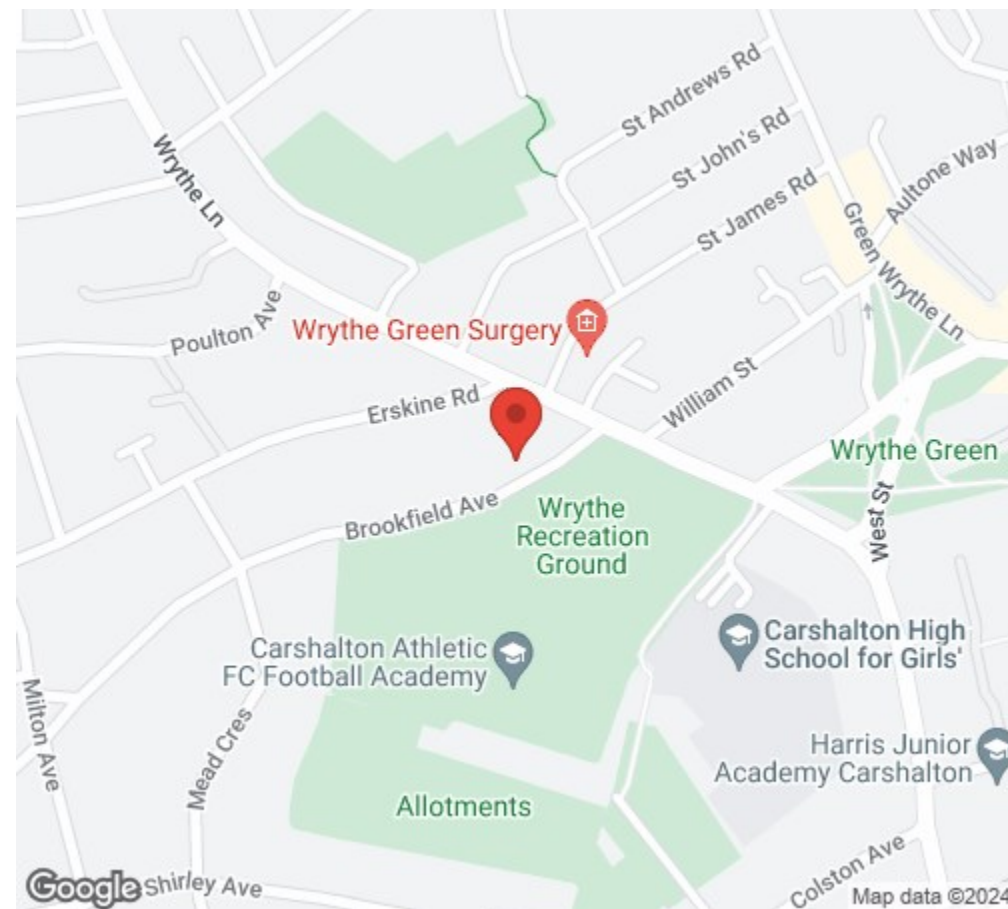 St Andrews Rd
St John's Rd
Wrythe Ln
Aultone Way
St James Rd
Green Wrythe Ln
Poulton Ave
Wrythe Green Surgery
William St
Erskine Rd
Wrythe Green
Brookfield Ave
Wrythe
Recreation
Ground
West St
Carshalton High
School for Girls'
Carshalton Athletic
FC Football Academy
Milton Ave
Mead Cres
Harris Junior
Academy Carshalton
Allotments
Colston Ave
Google
Shirley Ave
Map data ©2024